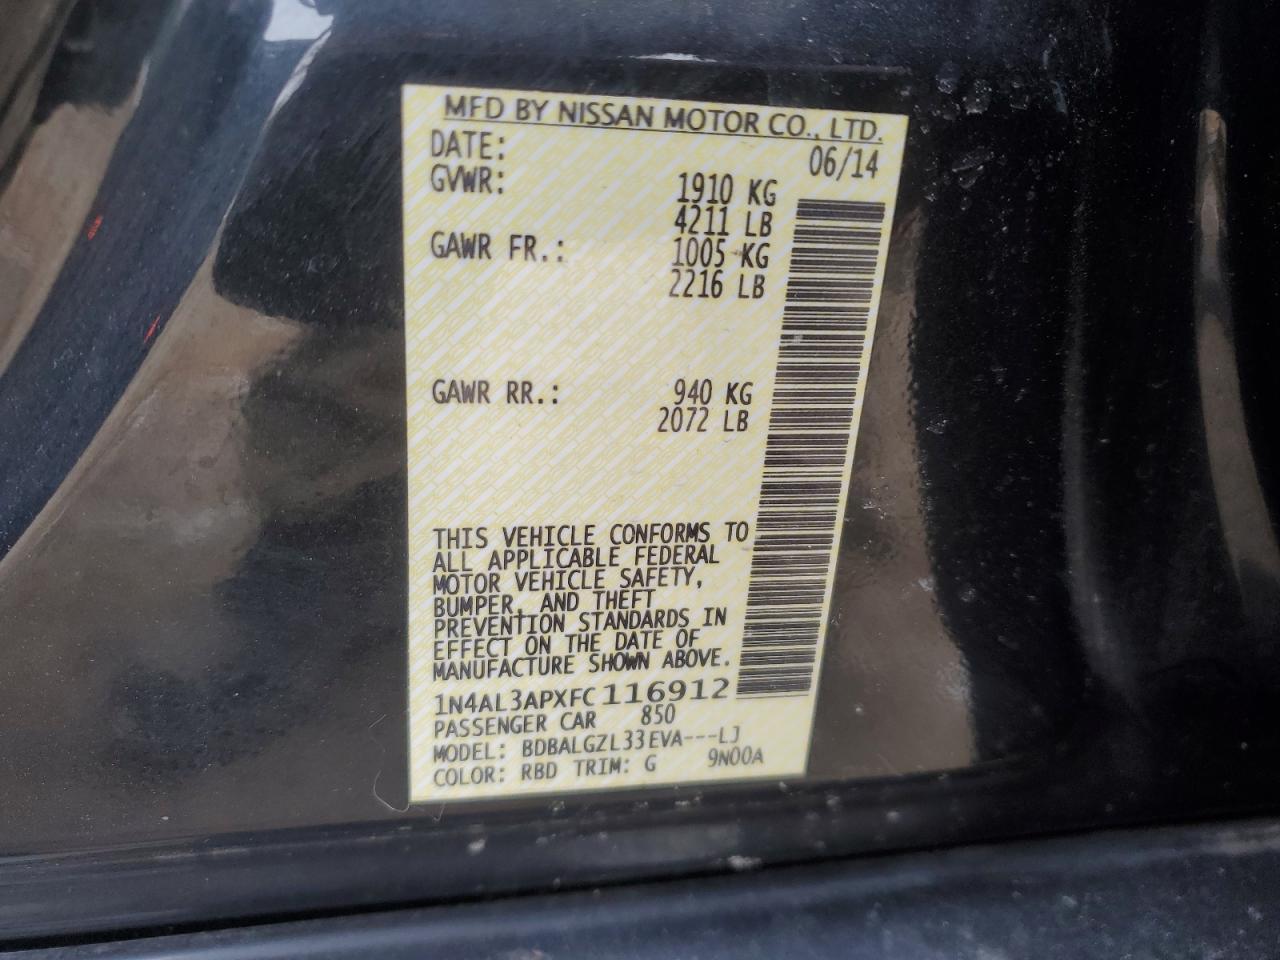 MFD BY NISSAN MOTOR CO., LTD.
DATE: 06/14
GVWR: 1910 KG
4211 LB
GAWR FR.: 1005 KG
2216 LB
GAWR RR.: 940 KG
2072 LB
THIS VEHICLE CONFORMS TO
ALL APPLICABLE FEDERAL
MOTOR VEHICLE SAFETY,
BUMPER, AND THEFT
PREVENTION STANDARDS IN
EFFECT ON THE DATE OF
MANUFACTURE SHOWN ABOVE.
1N4AL3APXFC116912
PASSENGER CAR 850
MODEL: BDBALGZL33EVA---LJ
COLOR: RBD TRIM: G 9N00A